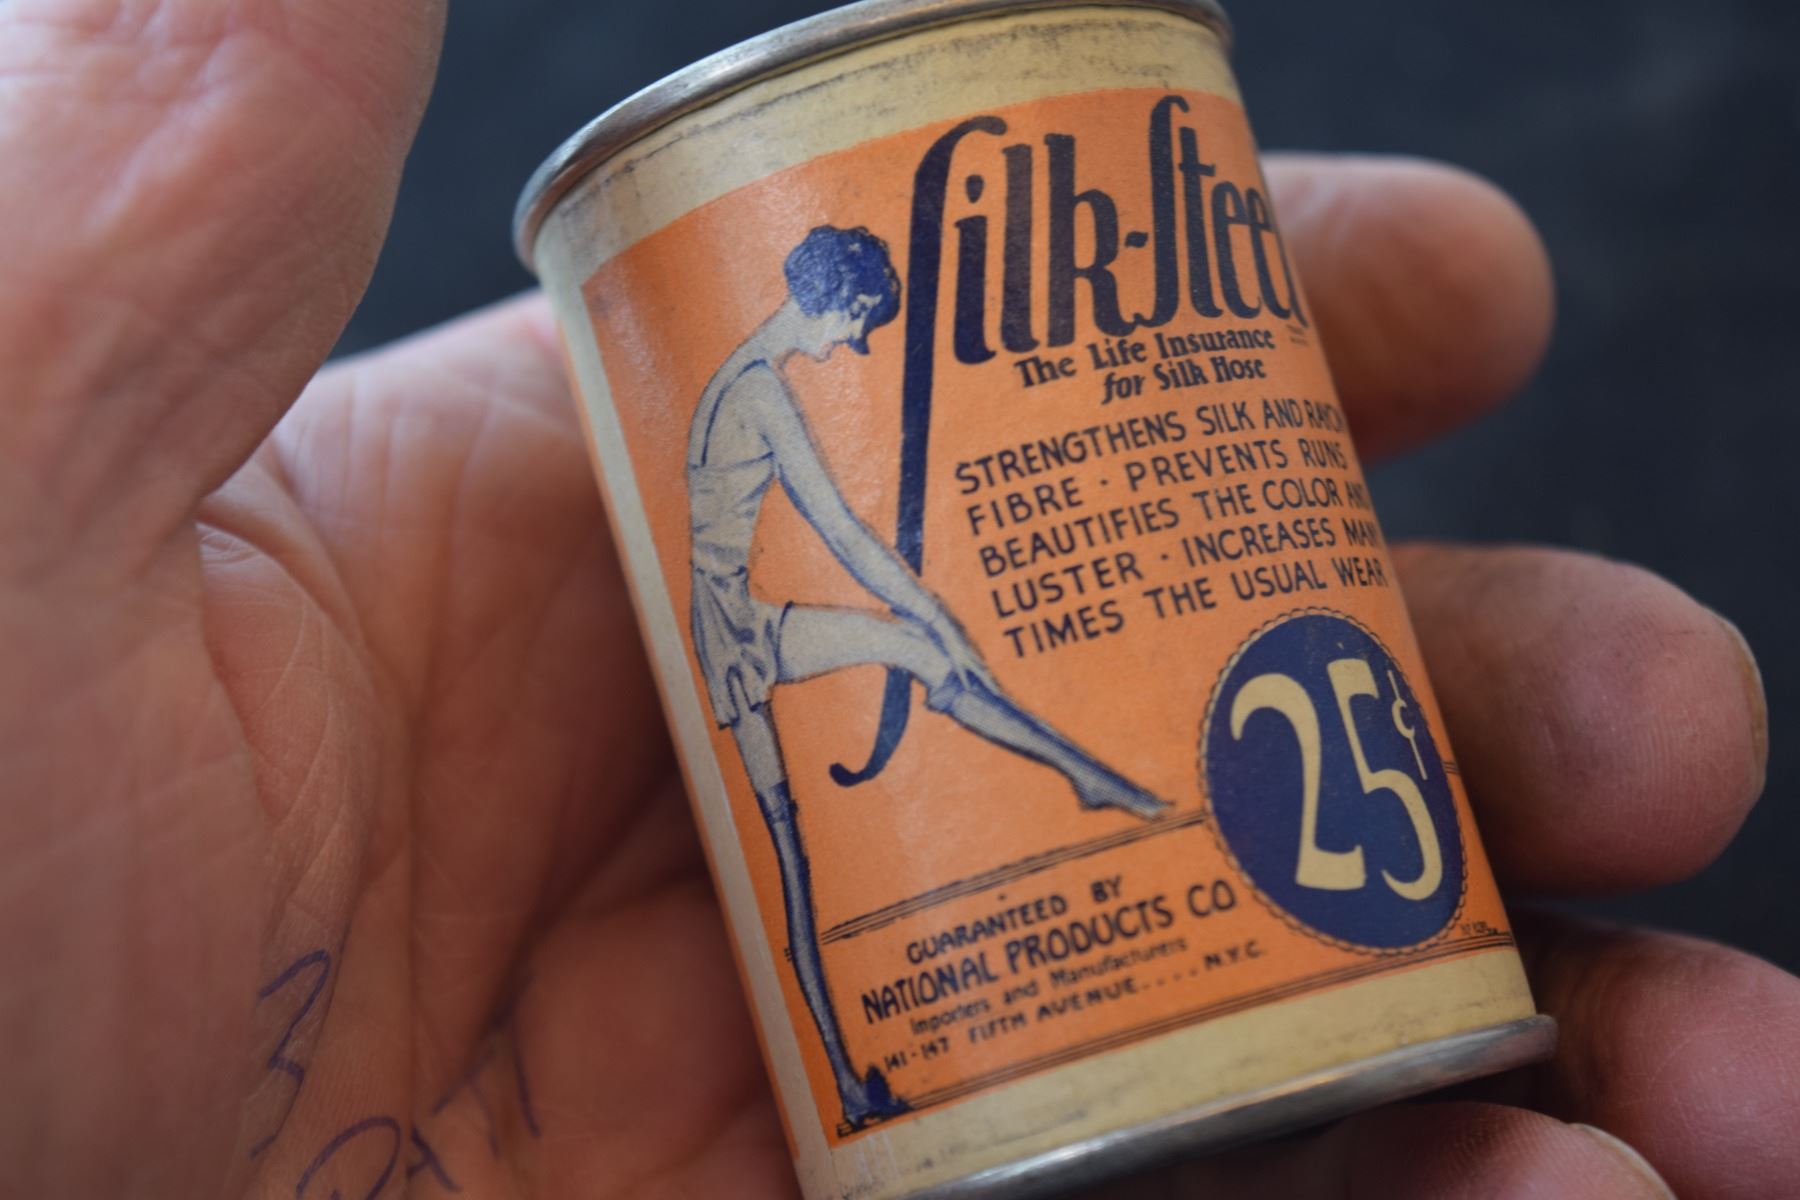 Silk-Steel
The Life Insurance
for Silk Hose
STRENGTHENS SILK AND RAYON
FIBRE · PREVENTS RUNS
BEAUTIFIES THE COLOR AND
LUSTER · INCREASES MANY
TIMES THE USUAL WEAR
25¢
GUARANTEED BY
NATIONAL PRODUCTS CO
Importers and Manufacturers
141-147 FIFTH AVENUE....N.Y.C.